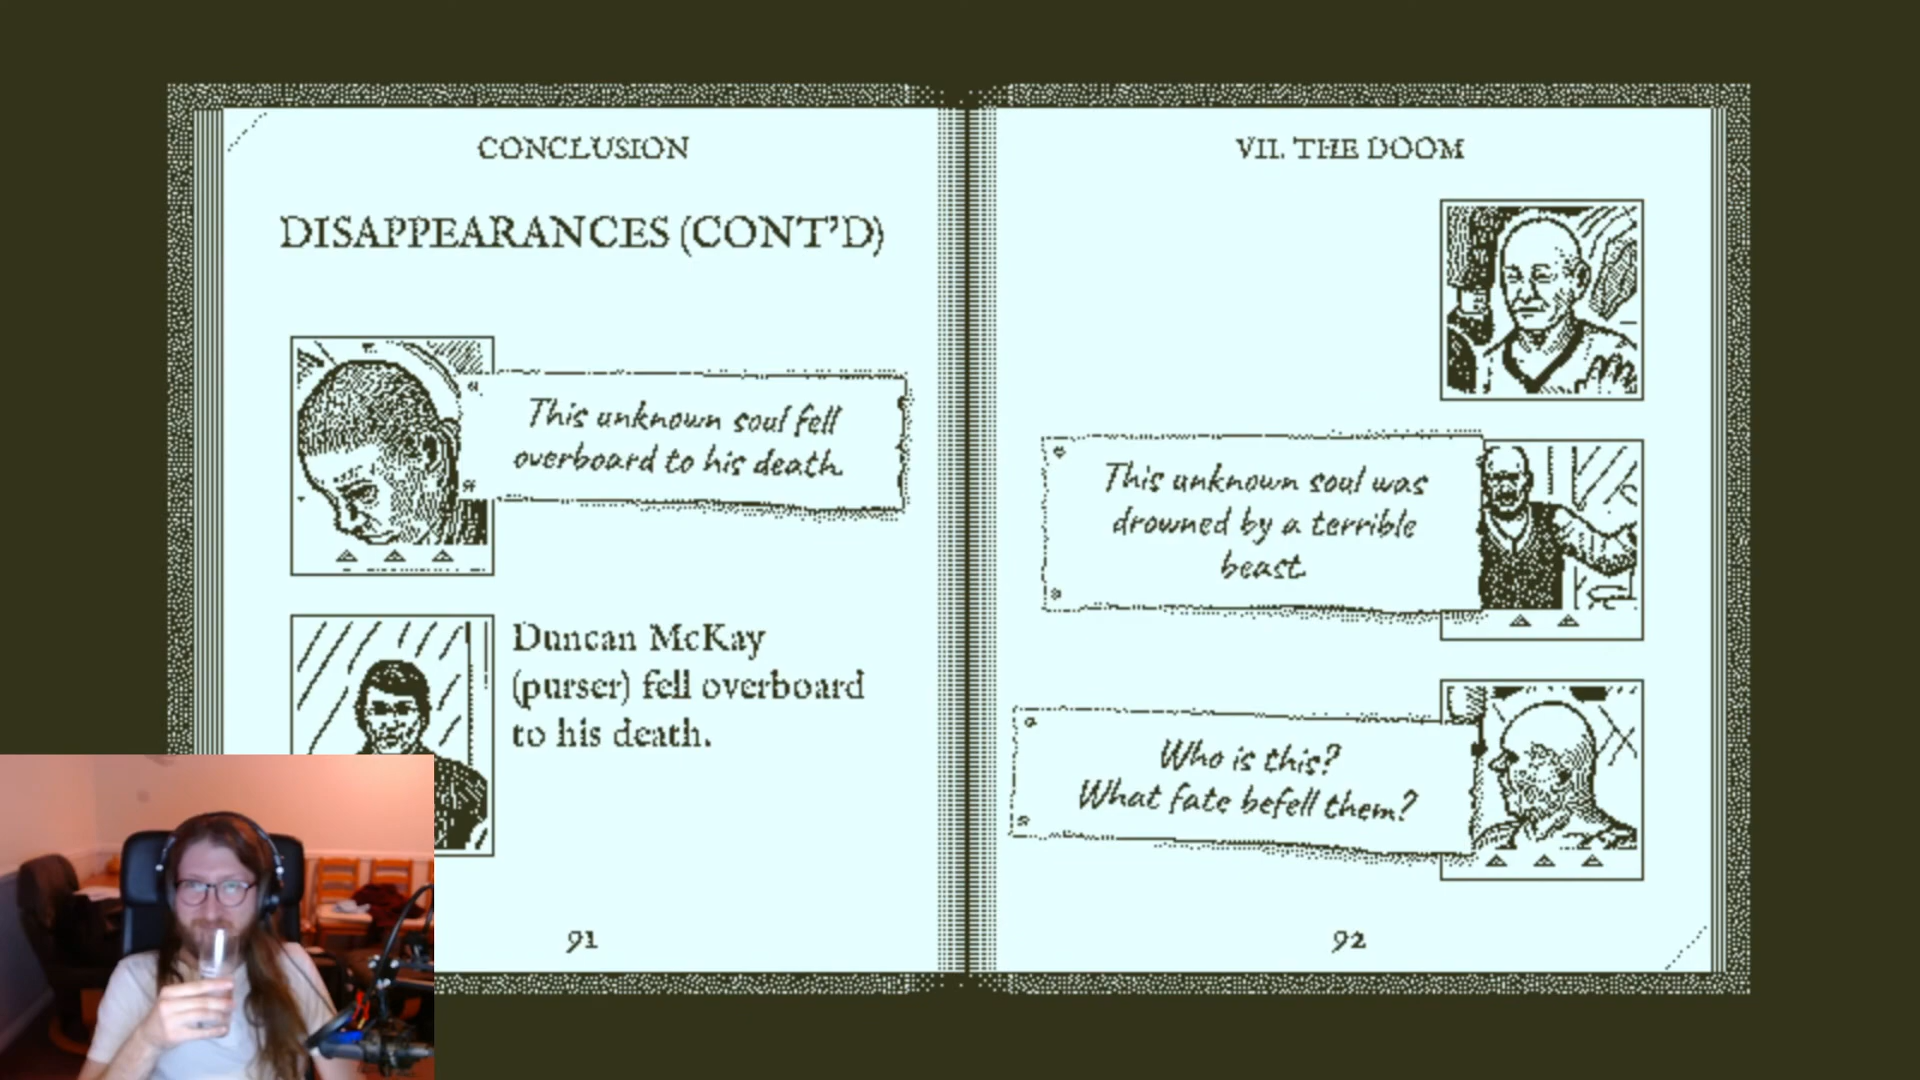 CONCLUSION
DISAPPEARANCES (CONT'D)
This unknown soul fell
overboard to his death.
Duncan McKay
(purser) fell overboard
to his death.
91
VII. THE DOOM
This unknown soul was
drowned by a terrible
beast.
Who is this?
What fate befell them?
92